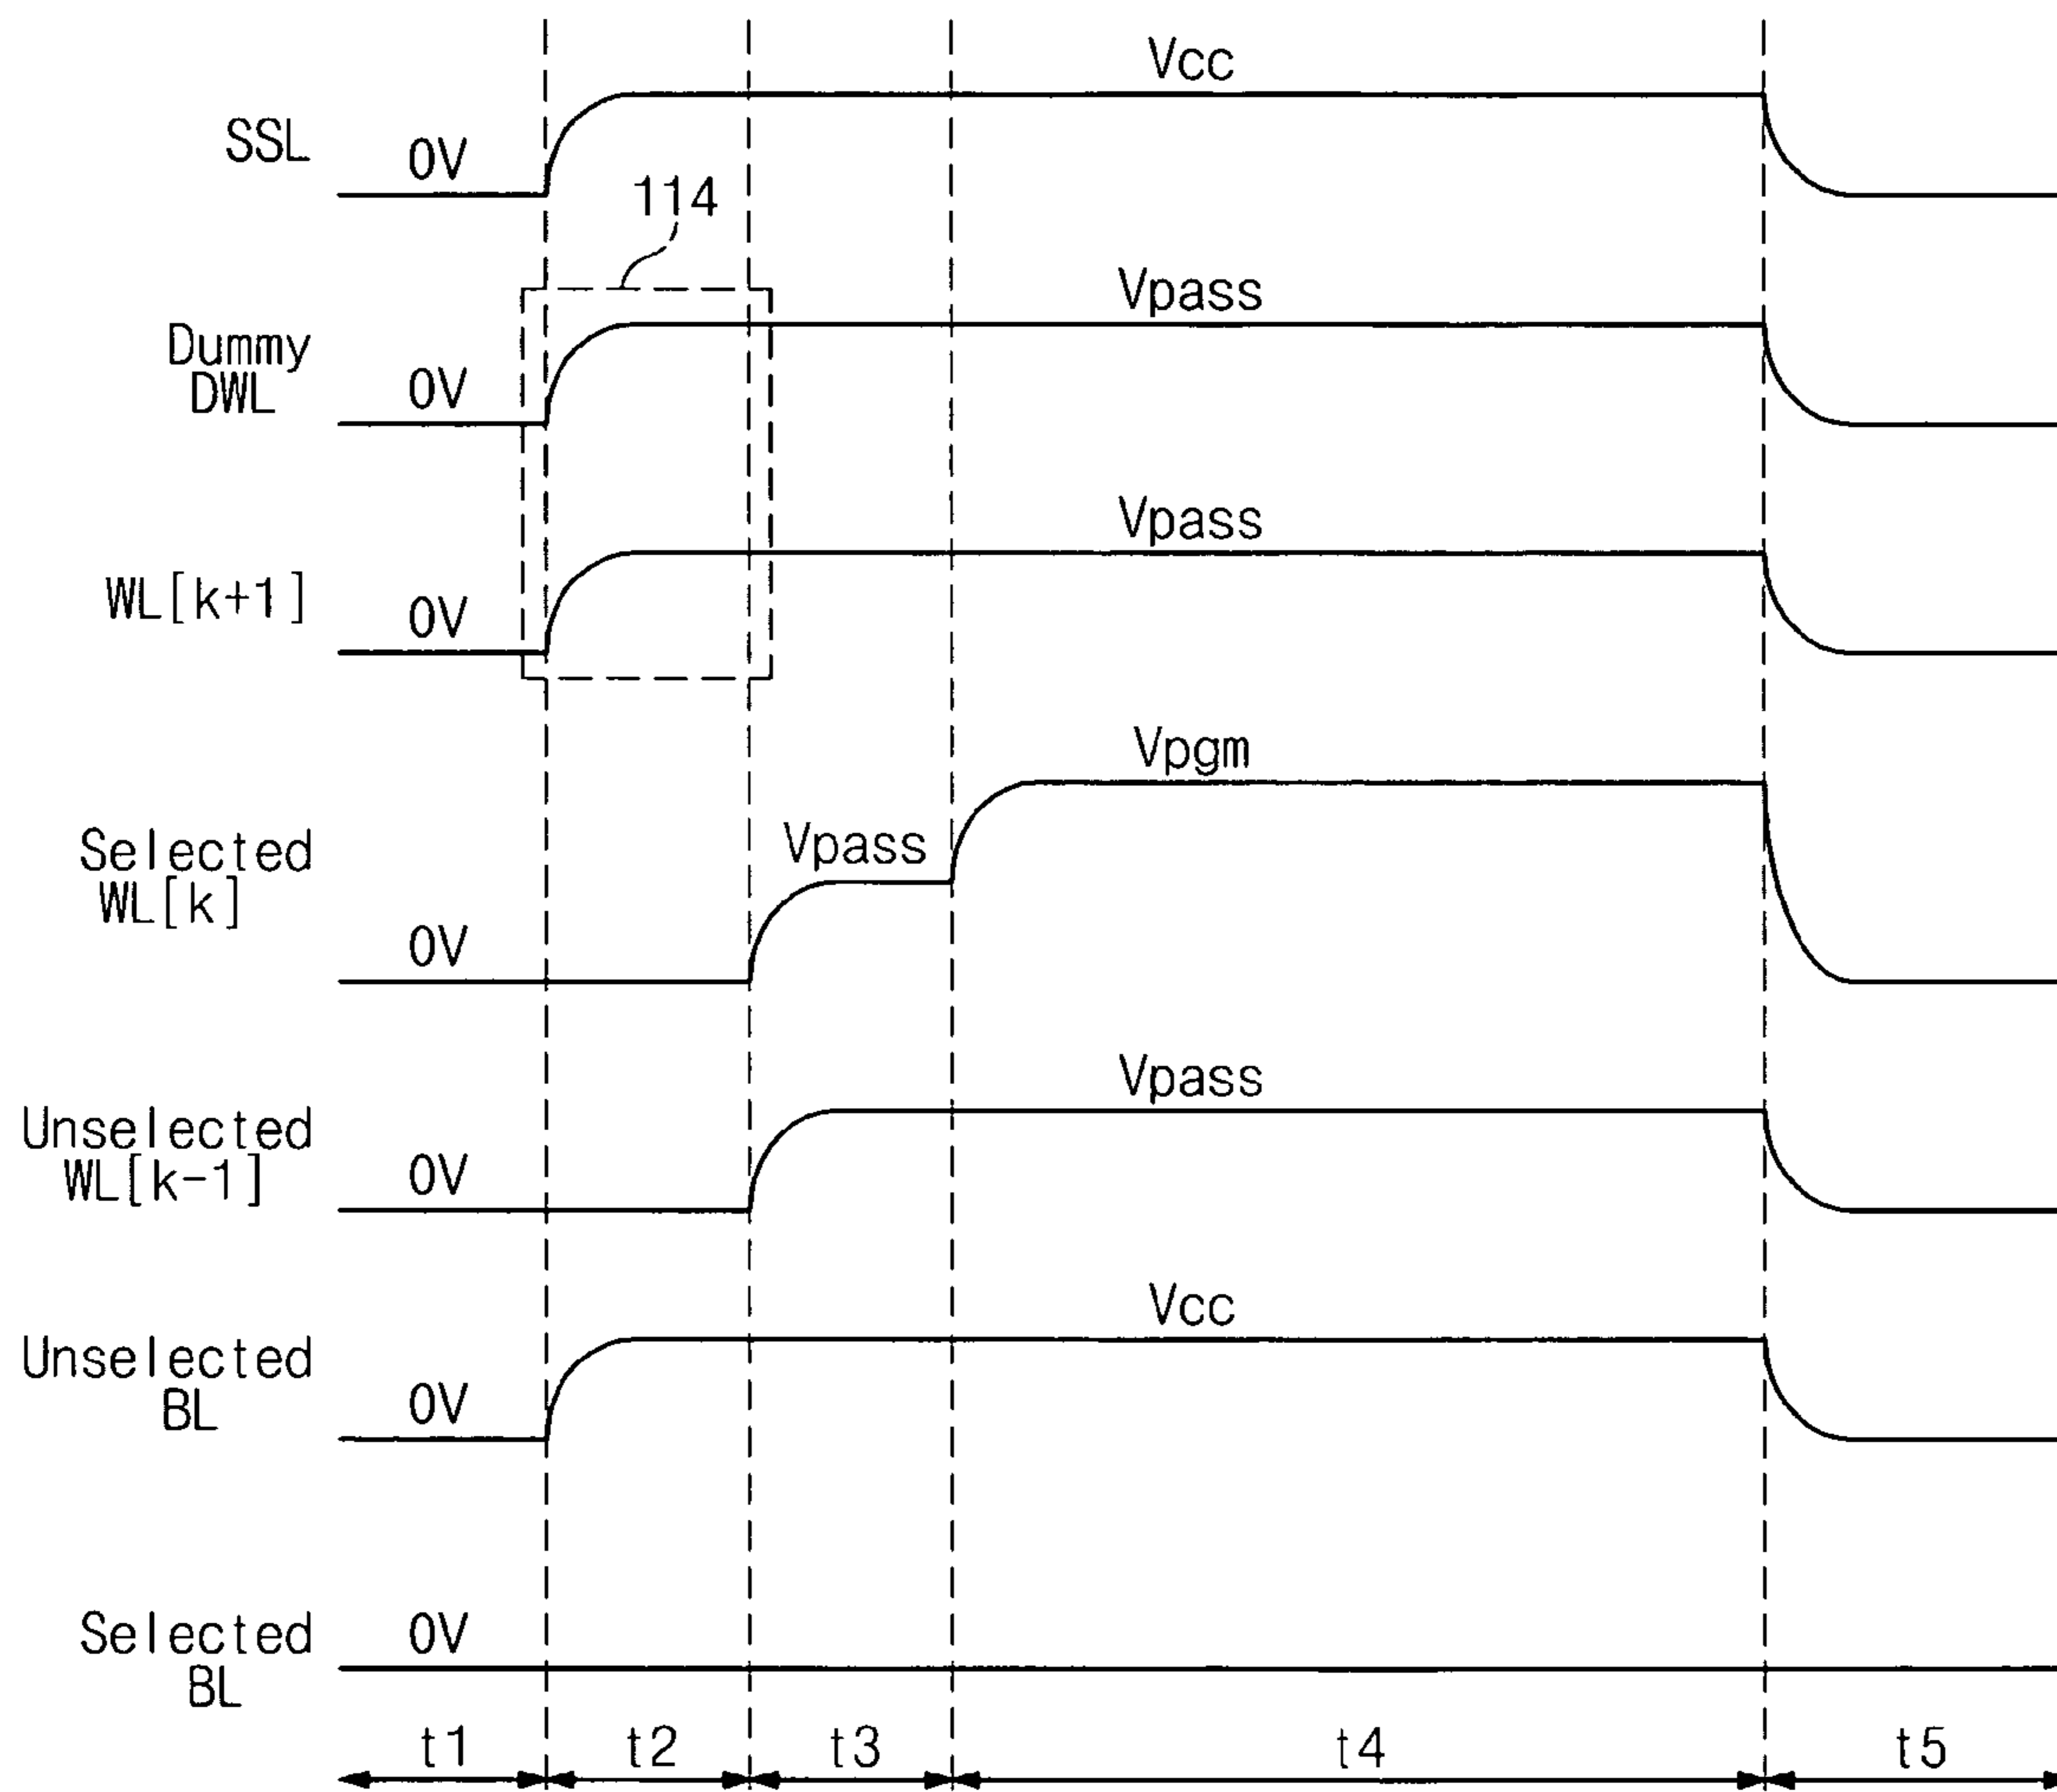 Vcc
SSL
0V
114
Vpass
Dummy
DWL
0V
Vpass
WL[k+1]
0V
Vpgm
Selected
WL[k]
Vpass
0V
Vpass
Unselected
WL[k-1]
0V
Vcc
Unselected
BL
0V
Selected
BL
0V
t1 t2 t3 t4 t5